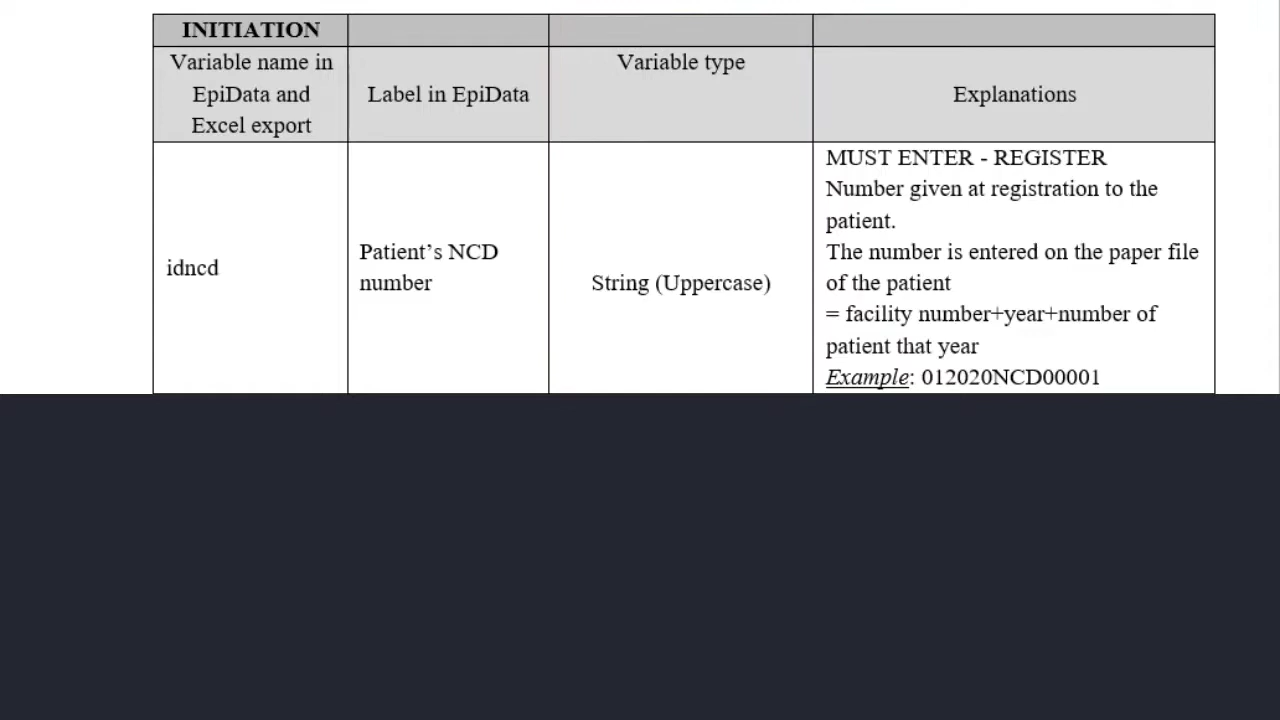 INITIATION
Variable name in
EpiData and
Excel export
Label in EpiData
Variable type
Explanations
idncd
Patient’s NCD
number
String (Uppercase)
MUST ENTER - REGISTER
Number given at registration to the
patient.
The number is entered on the paper file
of the patient
= facility number+year+number of
patient that year
Example: 012020NCD00001